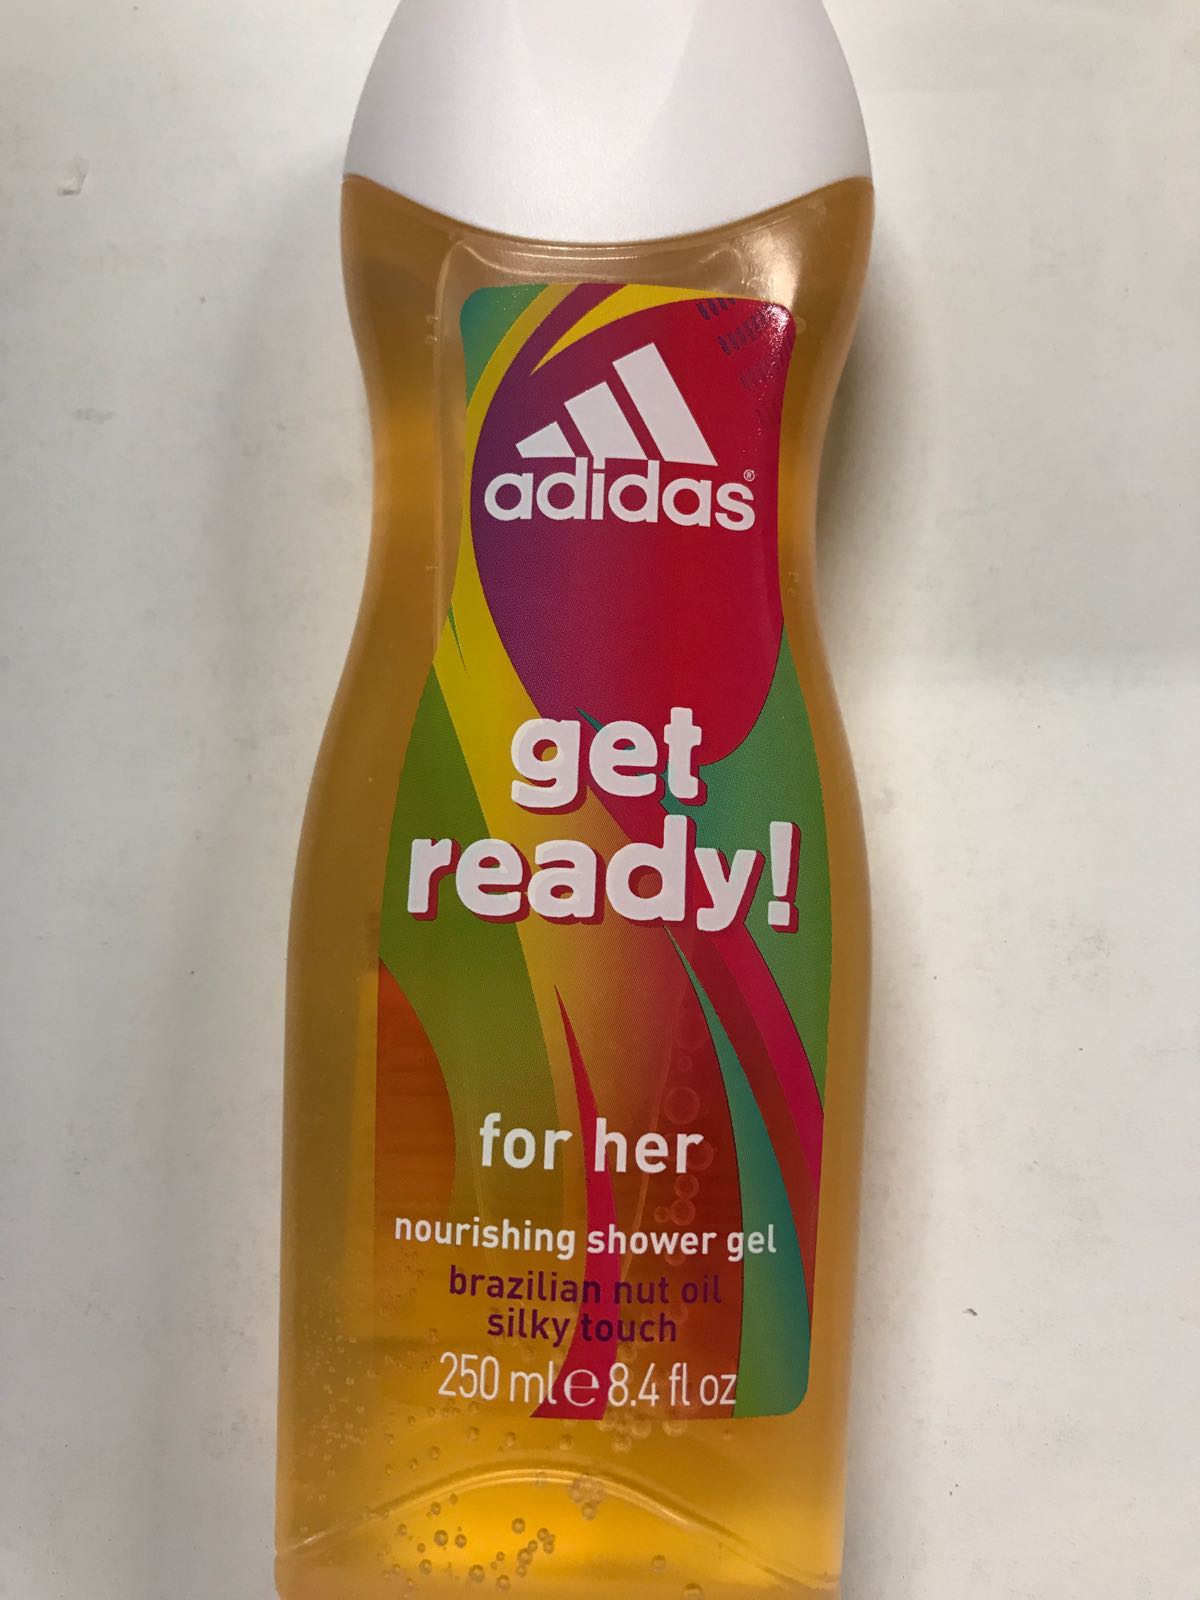 adidas®
get
ready!
for her
nourishing shower gel
brazilian nut oil
silky touch
250 ml e 8.4 fl oz